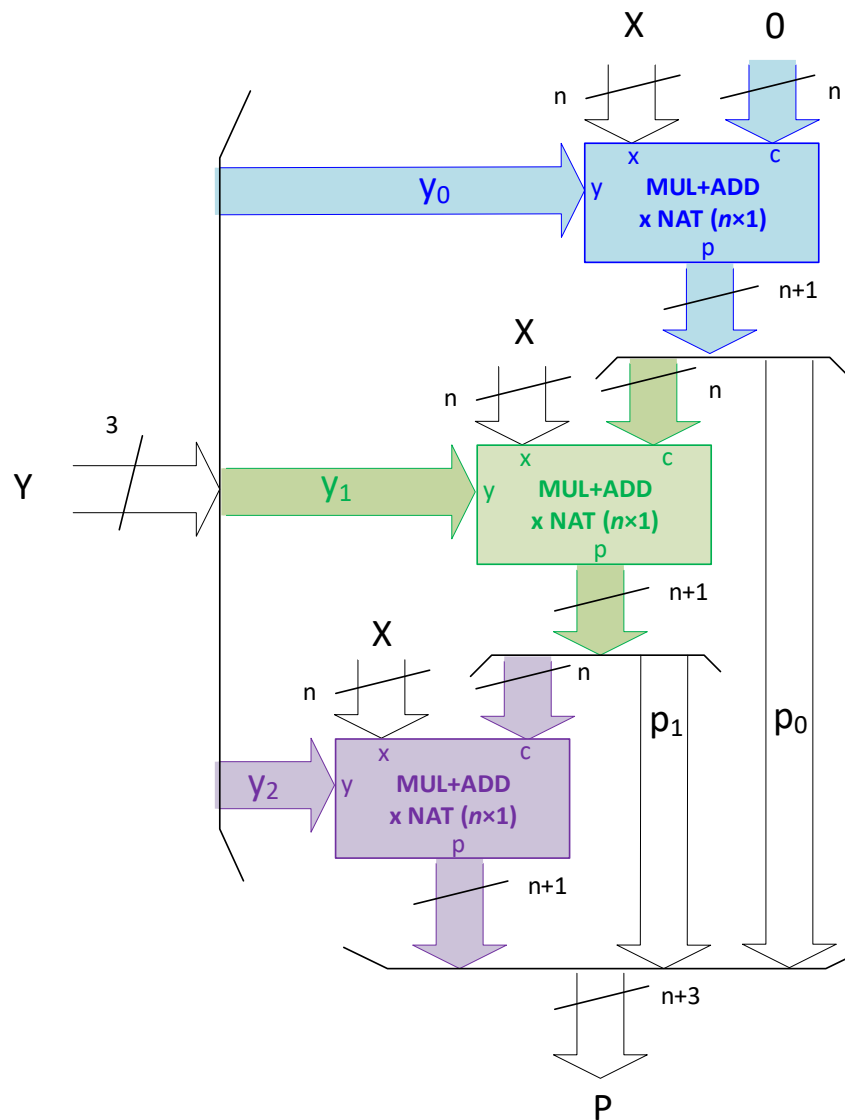 X 0
n n
x c
y₀ y MUL+ADD
x NAT (n×1)
p
n+1
X
n n
3
x c
Y y₁ y MUL+ADD
x NAT (n×1)
p
n+1
X
n n
p₁ p₀
x c
y₂ y MUL+ADD
x NAT (n×1)
p
n+1
n+3
P